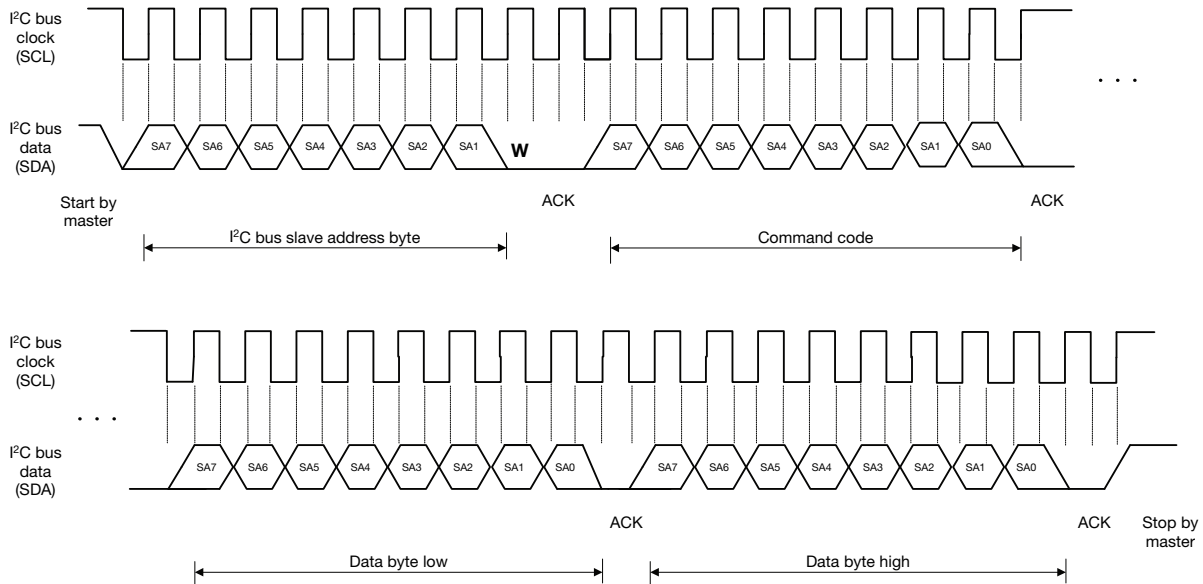 I²C bus
clock
(SCL)
. . .
I²C bus
data
(SDA)
SA7 SA6 SA5 SA4 SA3 SA2 SA1 W SA7 SA6 SA5 SA4 SA3 SA2 SA1 SA0
Start by
master
ACK ACK
I²C bus slave address byte Command code
I²C bus
clock
(SCL)
. . .
I²C bus
data
(SDA)
SA7 SA6 SA5 SA4 SA3 SA2 SA1 SA0 SA7 SA6 SA5 SA4 SA3 SA2 SA1 SA0
ACK ACK Stop by
master
Data byte low Data byte high